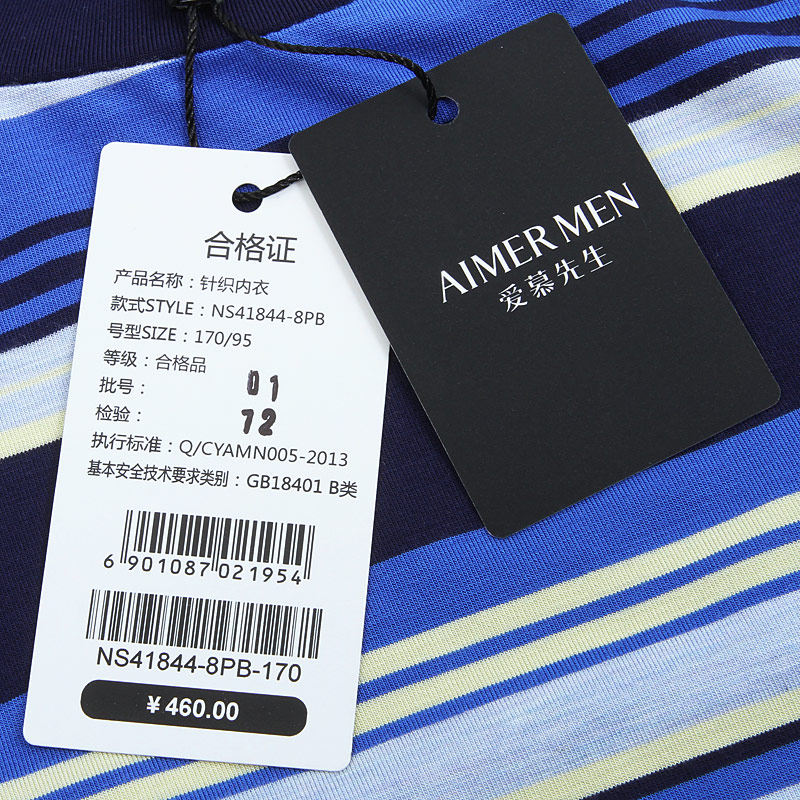 合格证
产品名称：针织内衣
款式STYLE：NS41844-8PB
号型SIZE：170/95
等级：合格品
批号： 01
检验： 12
执行标准：Q/CYAMN005-2013
基本安全技术要求类别：GB18401 B类
6 901087 021954
NS41844-8PB-170
¥460.00
AIMER MEN
爱慕先生